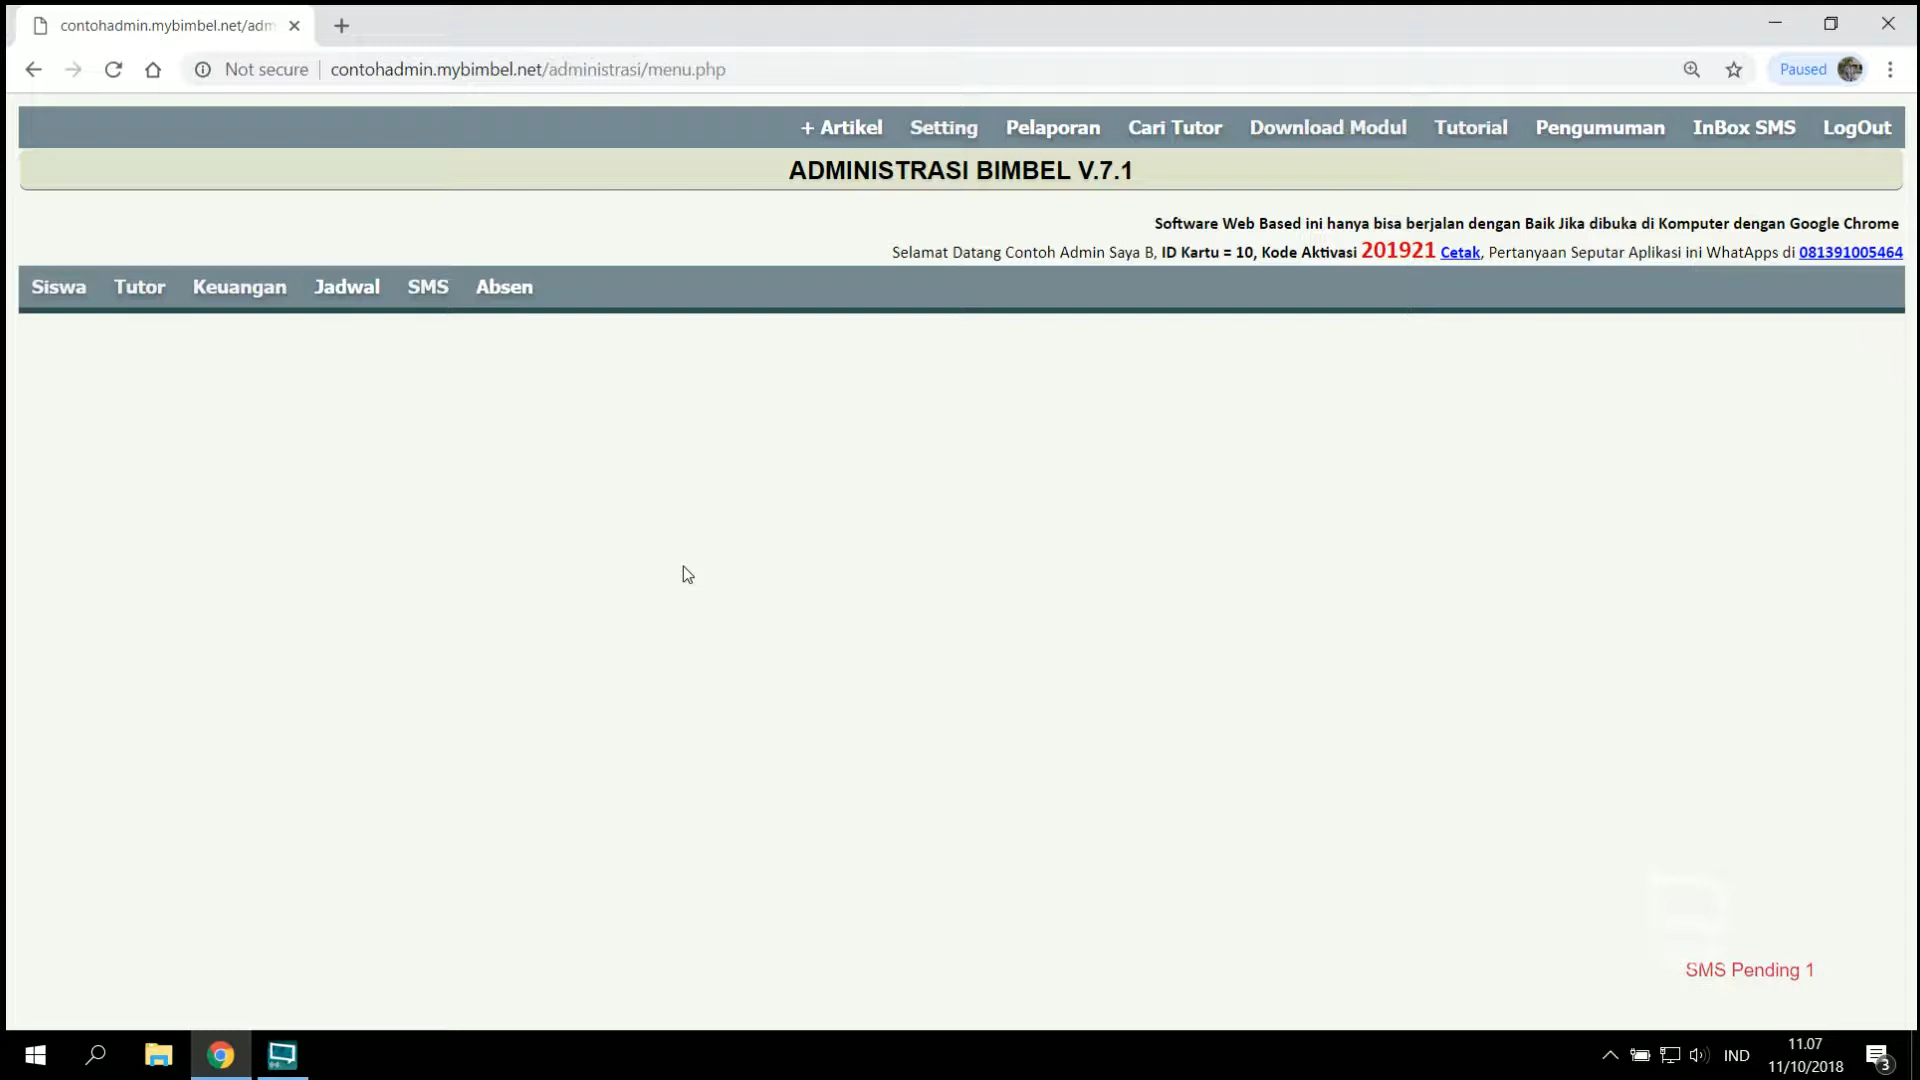 contohadmin.mybimbel.net/adm
Not secure
contohadmin.mybimbel.net/administrasi/menu.php
Paused
+ Artikel Setting Pelaporan Cari Tutor Download Modul Tutorial Pengumuman InBox SMS LogOut
ADMINISTRASI BIMBEL V.7.1
Software Web Based ini hanya bisa berjalan dengan Baik Jika dibuka di Komputer dengan Google Chrome
Selamat Datang Contoh Admin Saya B, ID Kartu = 10, Kode Aktivasi 201921 Cetak, Pertanyaan Seputar Aplikasi ini WhatApps di 081391005464
Siswa Tutor Keuangan Jadwal SMS Absen
SMS Pending 1
IND
11.07
11/10/2018
3